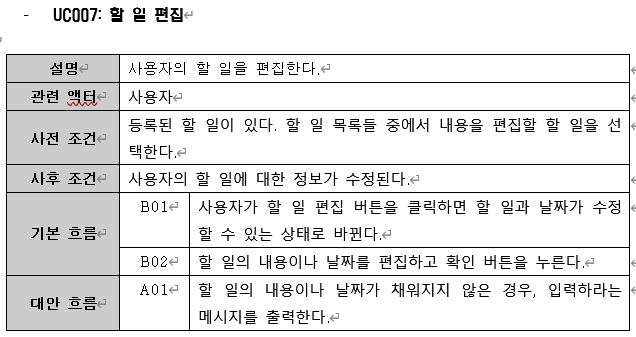 - UC007: 할 일 편집
설명
사용자의 할 일을 편집한다.
관련 액터
사용자
사전 조건
등록된 할 일이 있다. 할 일 목록들 중에서 내용을 편집할 할 일을 선
택한다.
사후 조건
사용자의 할 일에 대한 정보가 수정된다.
기본 흐름
B01
사용자가 할 일 편집 버튼을 클릭하면 할 일과 날짜가 수정
할 수 있는 상태로 바뀐다.
B02
할 일의 내용이나 날짜를 편집하고 확인 버튼을 누른다.
대안 흐름
A01
할 일의 내용이나 날짜가 채워지지 않은 경우, 입력하라는
메시지를 출력한다.